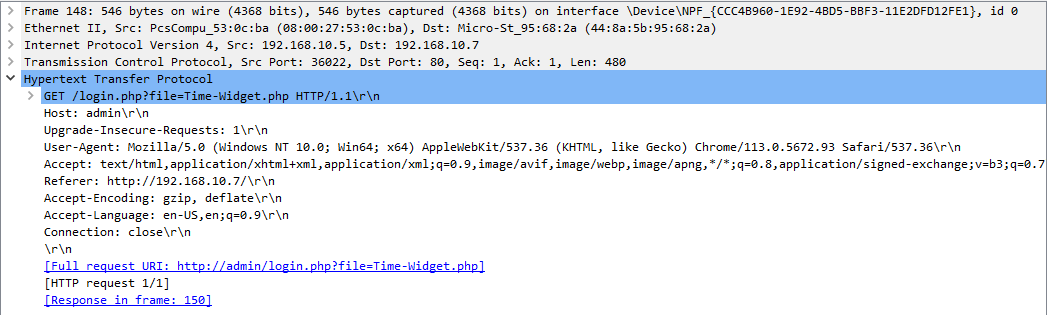 Frame 148: 546 bytes on wire (4368 bits), 546 bytes captured (4368 bits) on interface \Device\NPF_{CCC4B960-1E92-4BD5-BBF3-11E2DFD12FE1}, id 0
Ethernet II, Src: PcsCompu_53:0c:ba (08:00:27:53:0c:ba), Dst: Micro-St_95:68:2a (44:8a:5b:95:68:2a)
Internet Protocol Version 4, Src: 192.168.10.5, Dst: 192.168.10.7
Transmission Control Protocol, Src Port: 36022, Dst Port: 80, Seq: 1, Ack: 1, Len: 480
Hypertext Transfer Protocol
GET /login.php?file=Time-Widget.php HTTP/1.1\r\n
Host: admin\r\n
Upgrade-Insecure-Requests: 1\r\n
User-Agent: Mozilla/5.0 (Windows NT 10.0; Win64; x64) AppleWebKit/537.36 (KHTML, like Gecko) Chrome/113.0.5672.93 Safari/537.36\r\n
Accept: text/html,application/xhtml+xml,application/xml;q=0.9,image/avif,image/webp,image/apng,*/*;q=0.8,application/signed-exchange;v=b3;q=0.7
Referer: http://192.168.10.7/\r\n
Accept-Encoding: gzip, deflate\r\n
Accept-Language: en-US,en;q=0.9\r\n
Connection: close\r\n
\r\n
[Full request URI: http://admin/login.php?file=Time-Widget.php]
[HTTP request 1/1]
[Response in frame: 150]